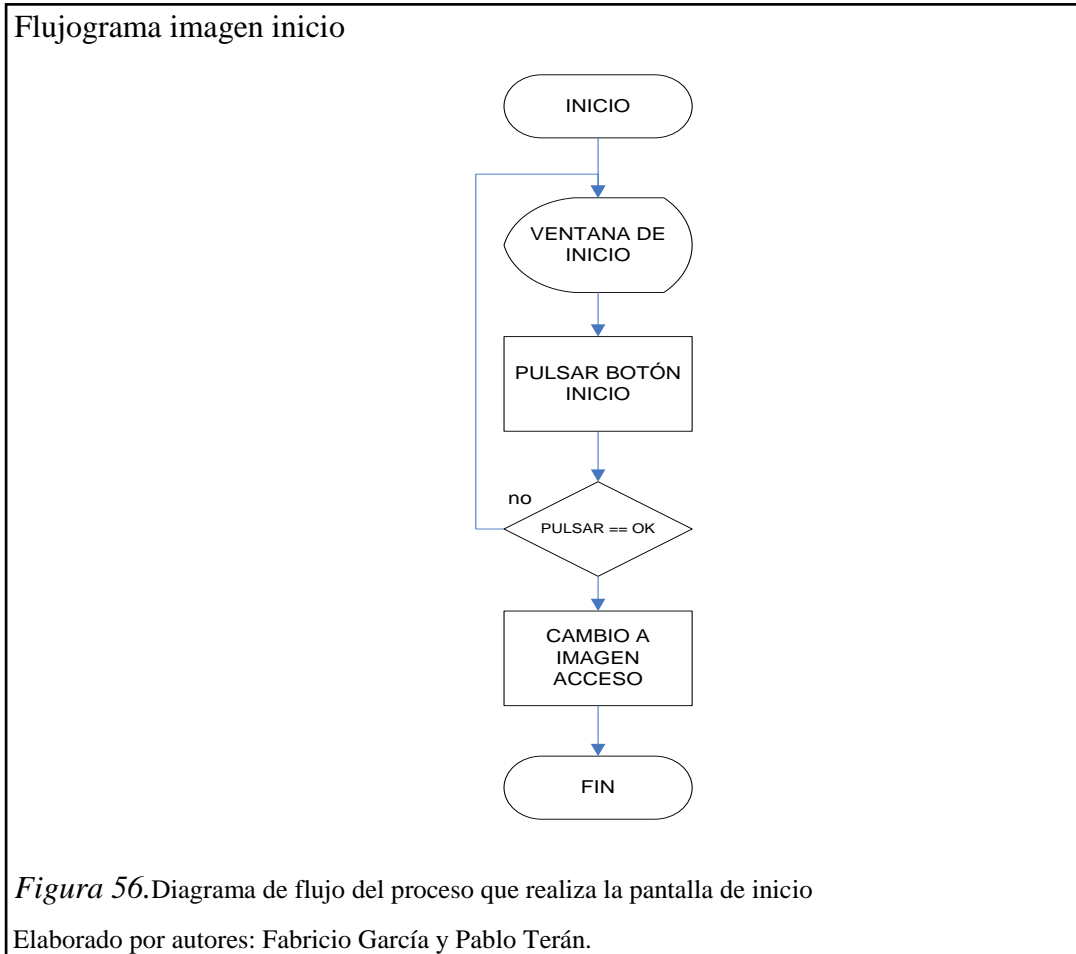 Flujograma imagen inicio
INICIO
VENTANA DE
INICIO
PULSAR BOTÓN
INICIO
no
PULSAR == OK
CAMBIO A
IMAGEN
ACCESO
FIN
Figura 56.Diagrama de flujo del proceso que realiza la pantalla de inicio
Elaborado por autores: Fabricio García y Pablo Terán.